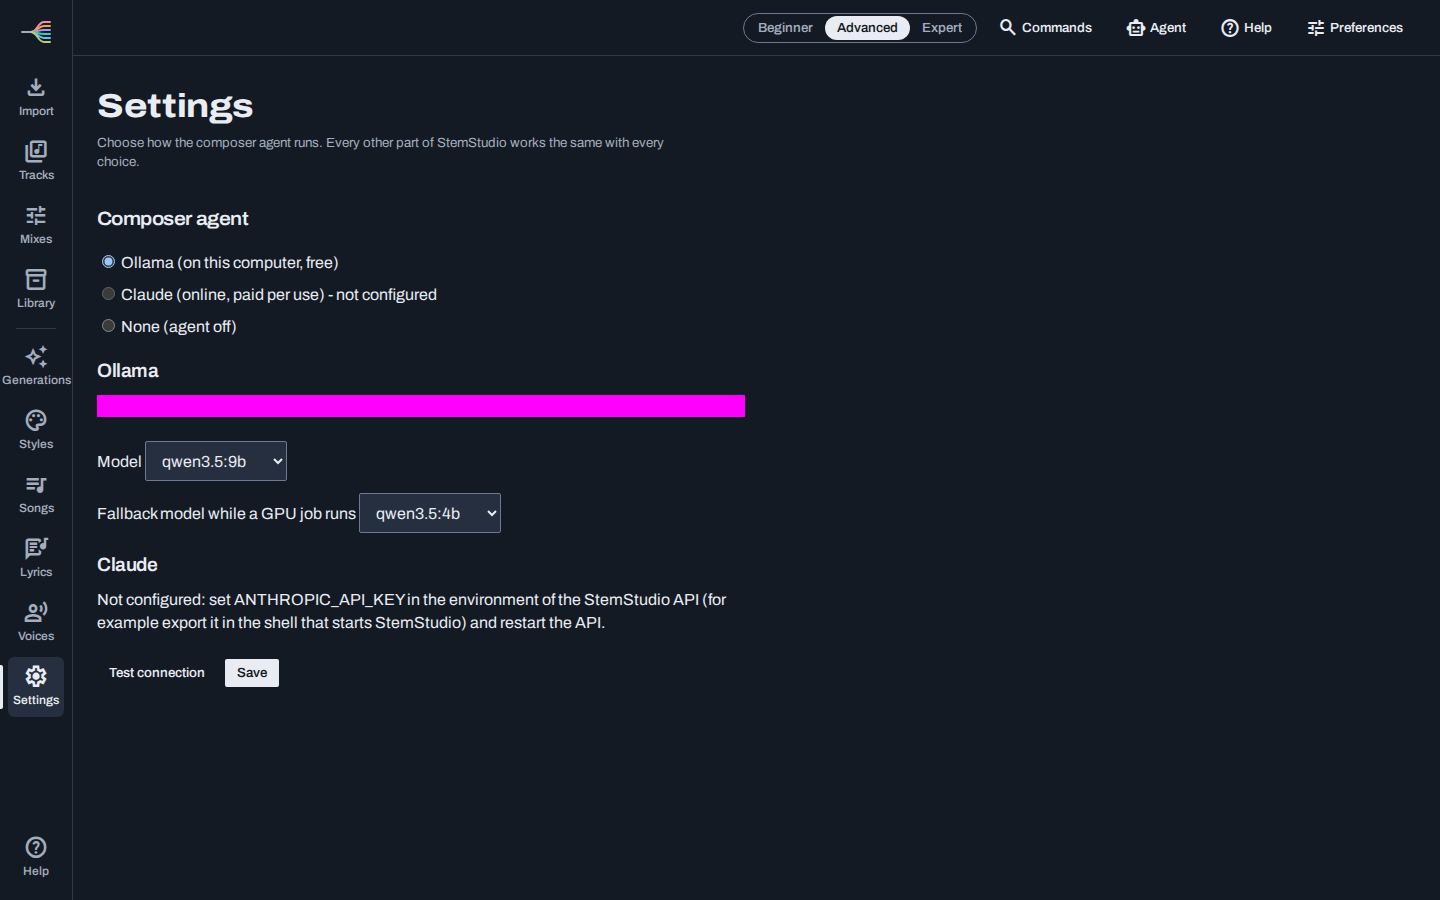 Beginner
Advanced
Expert
Commands
Agent
Help
Preferences
Import
Tracks
Mixes
Library
Generations
Styles
Songs
Lyrics
Voices
Settings
Help
Settings
Choose how the composer agent runs. Every other part of StemStudio works the same with every
choice.
Composer agent
Ollama (on this computer, free)
Claude (online, paid per use) - not configured
None (agent off)
Ollama
Model qwen3.5:9b
Fallback model while a GPU job runs qwen3.5:4b
Claude
Not configured: set ANTHROPIC_API_KEY in the environment of the StemStudio API (for
example export it in the shell that starts StemStudio) and restart the API.
Test connection
Save